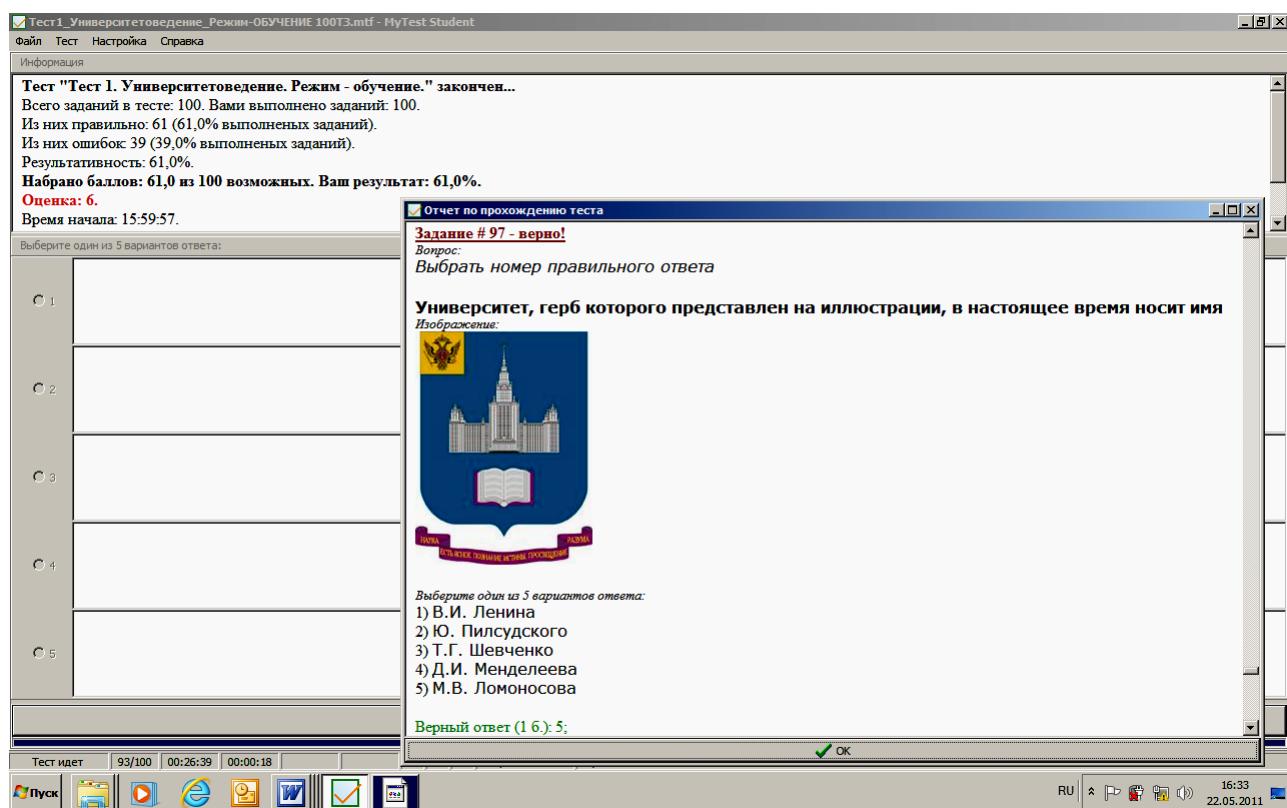 Тест1_Университетоведение_Режим-ОБУЧЕНИЕ 100ТЗ.mtf - MyTest Student
Файл Тест Настройка Справка
Информация
Тест "Тест 1. Университетоведение. Режим - обучение." закончен...
Всего заданий в тесте: 100. Вами выполнено заданий: 100.
Из них правильно: 61 (61,0% выполненых заданий).
Из них ошибок: 39 (39,0% выполненых заданий).
Результативность: 61,0%.
Набрано баллов: 61,0 из 100 возможных. Ваш результат: 61,0%.
Оценка: 6.
Время начала: 15:59:57.
Выберите один из 5 вариантов ответа:
1
2
3
4
5
Отчет по прохождению теста
Задание # 97 - верно!
Вопрос:
Выбрать номер правильного ответа
Университет, герб которого представлен на иллюстрации, в настоящее время носит имя
Изображение:
НАУКА ЕСТЬ ЯСНОЕ ПОЗНАНИЕ ИСТИНЫ ПРОСВЕЩЕНИЕ РАЗУМА
Выберите один из 5 вариантов ответа:
1) В.И. Ленина
2) Ю. Пилсудского
3) Т.Г. Шевченко
4) Д.И. Менделеева
5) М.В. Ломоносова
Верный ответ (1 б.): 5;
OK
Тест идет 93/100 00:26:39 00:00:18
Пуск
RU
16:33
22.05.2011